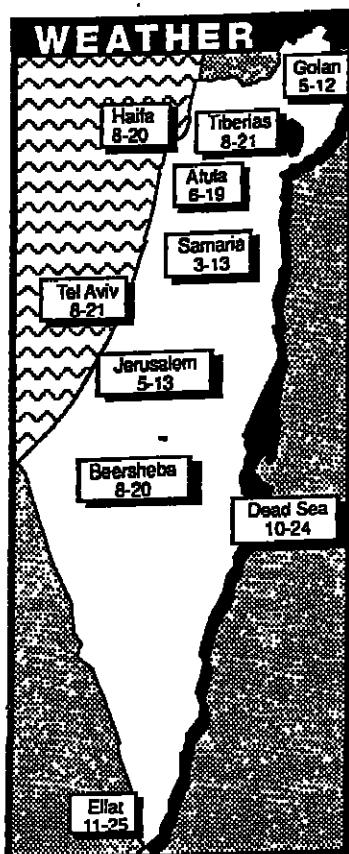 WEATHER
Golan
5-12
Haifa
8-20
Tiberias
8-21
Afula
6-19
Samaria
3-13
Tel Aviv
8-21
Jerusalem
5-13
Beersheba
8-20
Dead Sea
10-24
Eilat
11-25